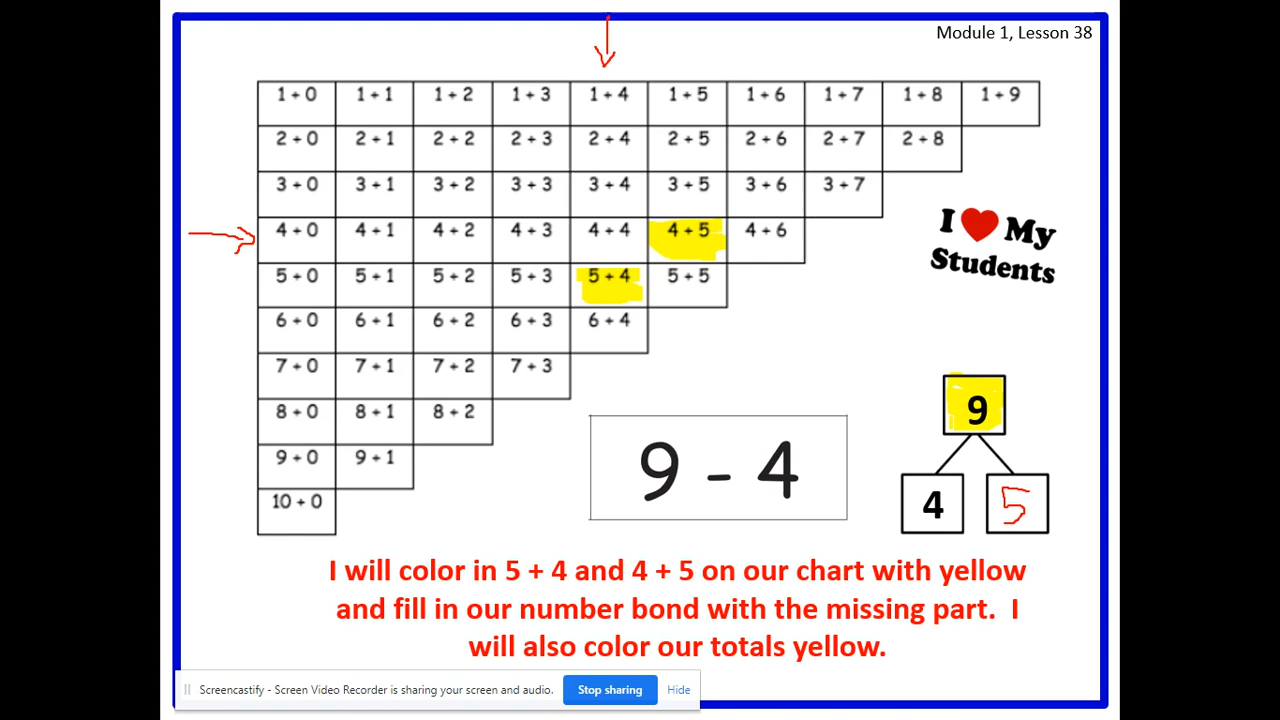 Module 1, Lesson 38
1 + 0 1 + 1 1 + 2 1 + 3 1 + 4 1 + 5 1 + 6 1 + 7 1 + 8 1 + 9
2 + 0 2 + 1 2 + 2 2 + 3 2 + 4 2 + 5 2 + 6 2 + 7 2 + 8
3 + 0 3 + 1 3 + 2 3 + 3 3 + 4 3 + 5 3 + 6 3 + 7
4 + 0 4 + 1 4 + 2 4 + 3 4 + 4 4 + 5 4 + 6
5 + 0 5 + 1 5 + 2 5 + 3 5 + 4 5 + 5
6 + 0 6 + 1 6 + 2 6 + 3 6 + 4
7 + 0 7 + 1 7 + 2 7 + 3
8 + 0 8 + 1 8 + 2
9 + 0 9 + 1
10 + 0
I ❤ My
Students
9 - 4
9
4 5
I will color in 5 + 4 and 4 + 5 on our chart with yellow
and fill in our number bond with the missing part. I
will also color our totals yellow.
Screencastify - Screen Video Recorder is sharing your screen and audio. Stop sharing Hide